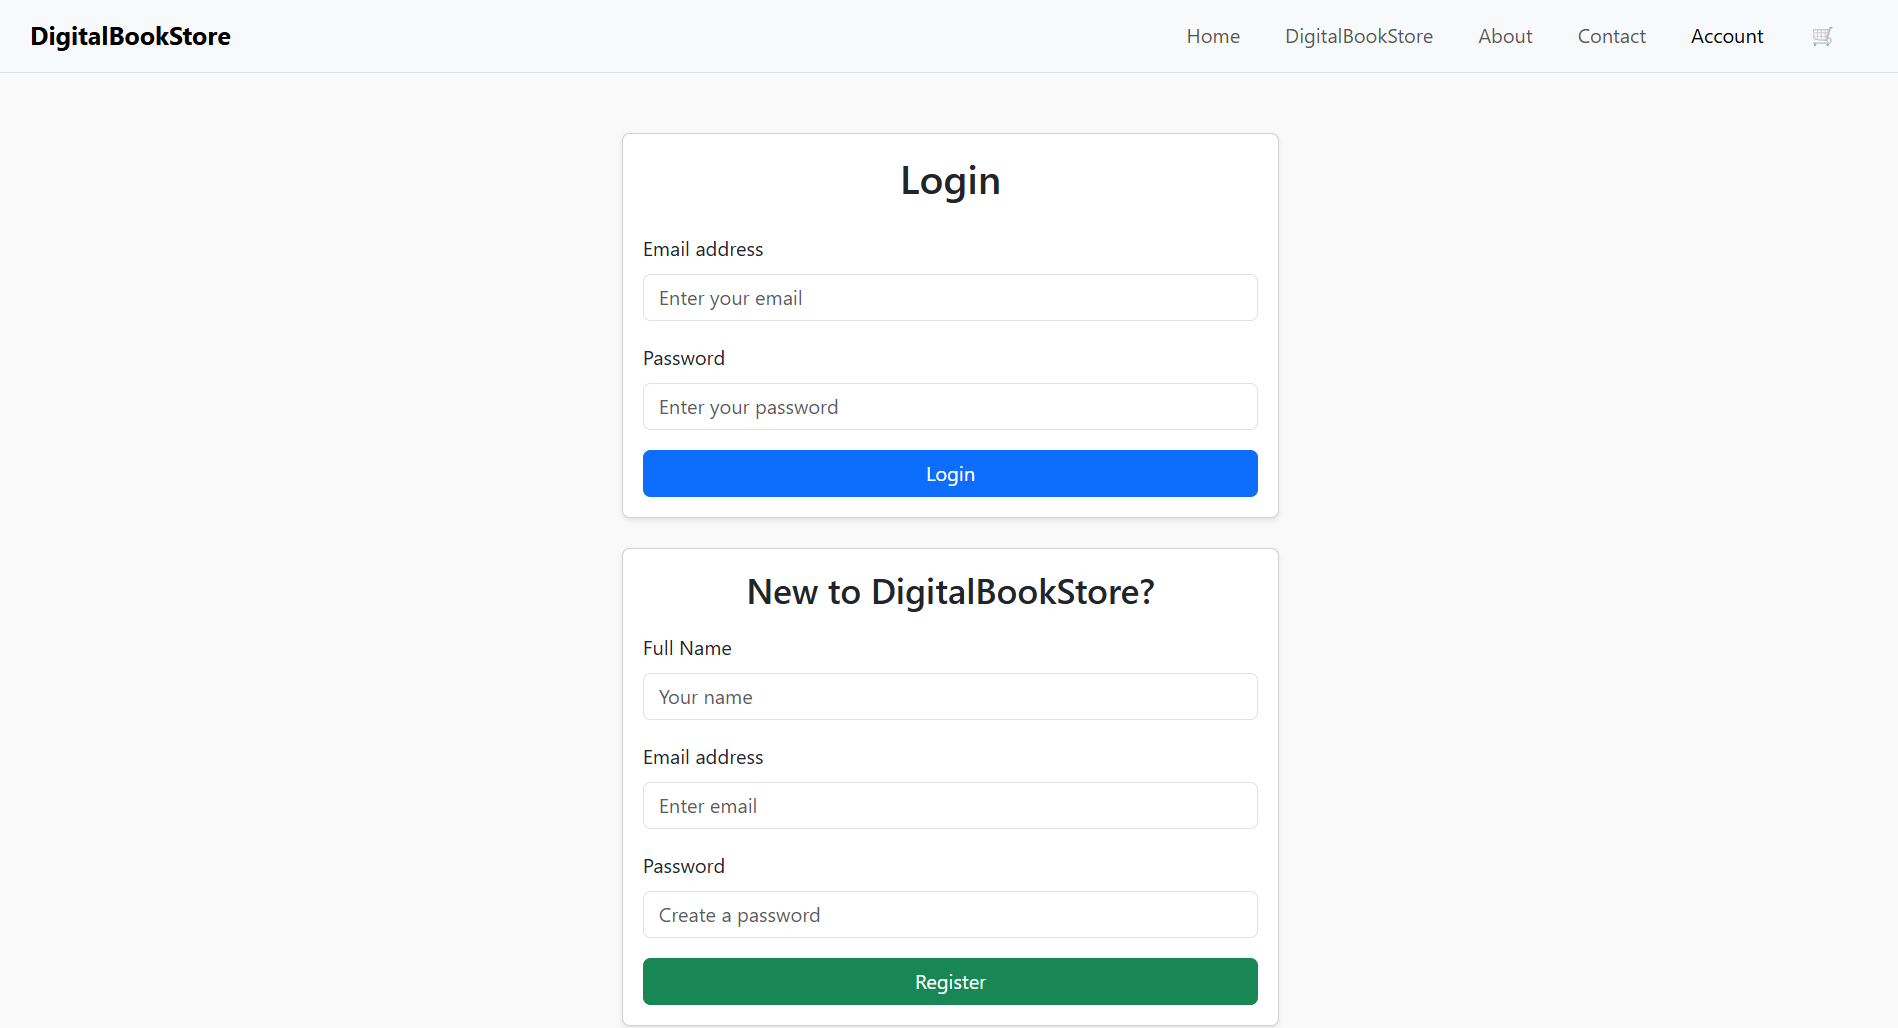 DigitalBookStore Home DigitalBookStore About Contact Account
Login
Email address
Enter your email
Password
Enter your password
Login
New to DigitalBookStore?
Full Name
Your name
Email address
Enter email
Password
Create a password
Register